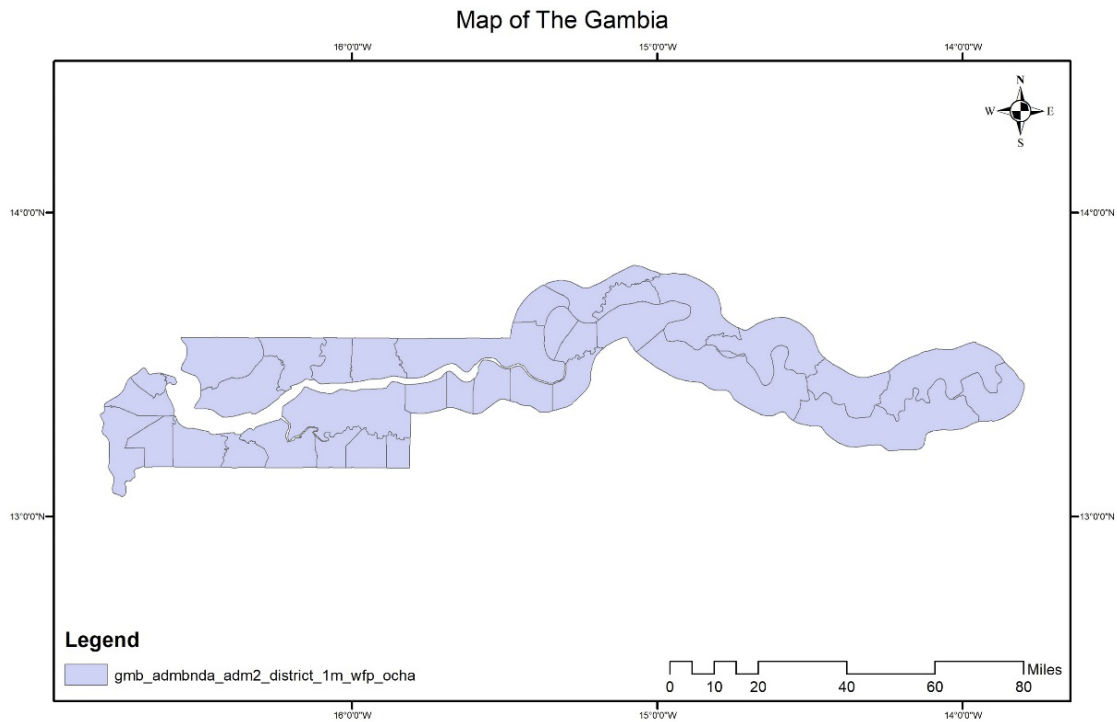 Map of The Gambia
16°0'0"W 15°0'0"W 14°0'0"W
N
W E
S
14°0'0"N 14°0'0"N
13°0'0"N 13°0'0"N
Legend
gmb_admbnda_adm2_district_1m_wfp_ocha
Miles
0 10 20 40 60 80
16°0'0"W 15°0'0"W 14°0'0"W